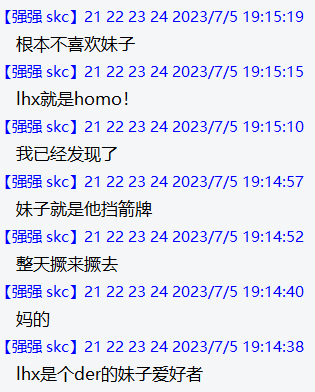 【强强 skc】21 22 23 24 2023/7/5 19:15:19
根本不喜欢妹子
【强强 skc】21 22 23 24 2023/7/5 19:15:15
lhx就是homo！
【强强 skc】21 22 23 24 2023/7/5 19:15:10
我已经发现了
【强强 skc】21 22 23 24 2023/7/5 19:14:57
妹子就是他挡箭牌
【强强 skc】21 22 23 24 2023/7/5 19:14:52
整天撅来撅去
【强强 skc】21 22 23 24 2023/7/5 19:14:40
妈的
【强强 skc】21 22 23 24 2023/7/5 19:14:38
lhx是个der的妹子爱好者